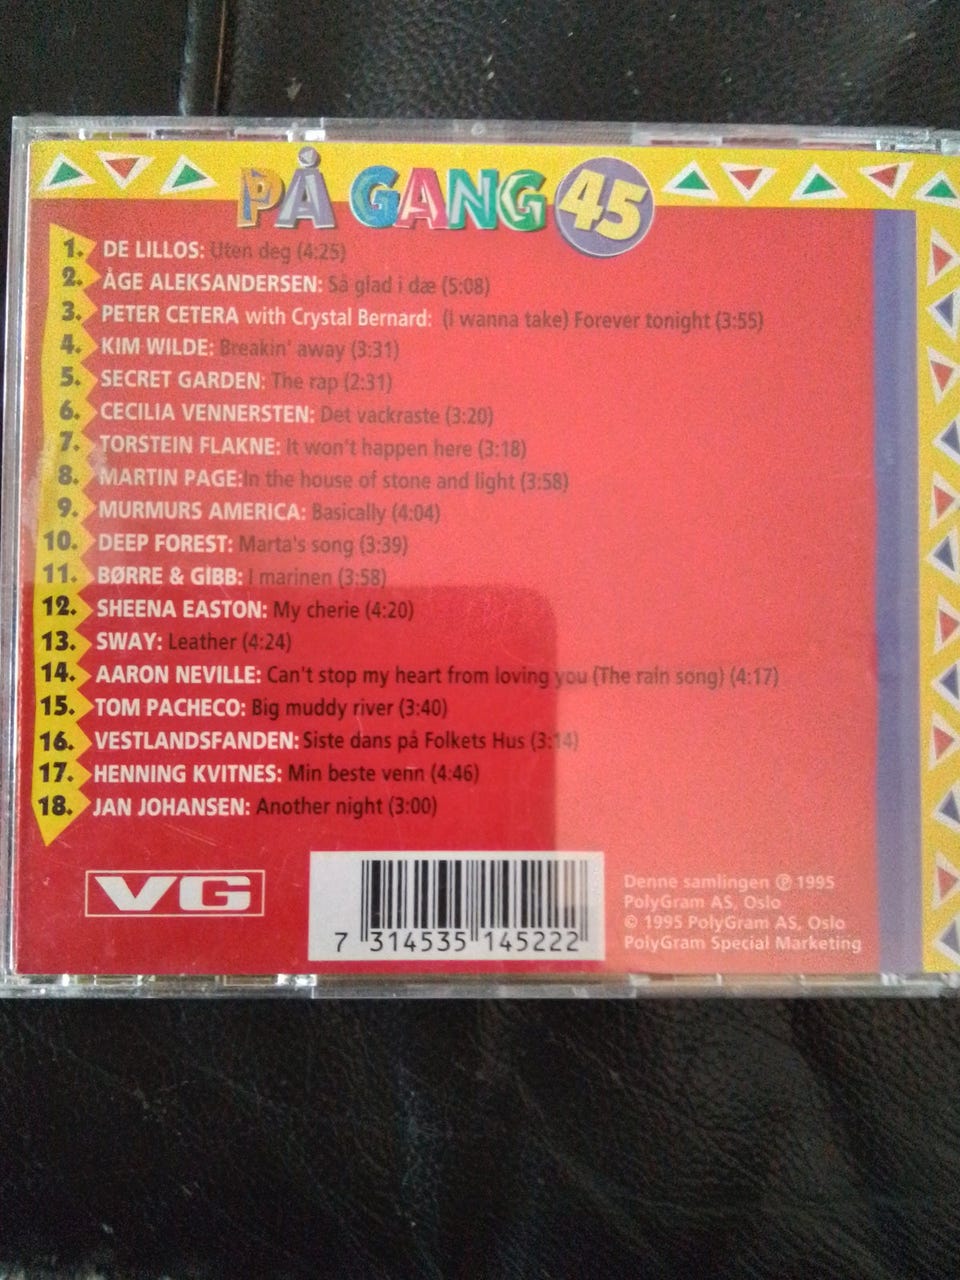 PÅ GANG 45
1. DE LILLOS: Uten deg (4:25)
2. ÅGE ALEKSANDERSEN: Så glad i dæ (5:08)
3. PETER CETERA with Crystal Bernard: (I wanna take) Forever tonight (3:55)
4. KIM WILDE: Breakin' away (3:31)
5. SECRET GARDEN: The rap (2:31)
6. CECILIA VENNERSTEN: Det vackraste (3:20)
7. TORSTEIN FLAKNE: It won't happen here (3:18)
8. MARTIN PAGE:In the house of stone and light (3:58)
9. MURMURS AMERICA: Basically (4:04)
10. DEEP FOREST: Marta's song (3:39)
11. BØRRE & GIBB: I marinen (3:58)
12. SHEENA EASTON: My cherie (4:20)
13. SWAY: Leather (4:24)
14. AARON NEVILLE: Can't stop my heart from loving you (The rain song) (4:17)
15. TOM PACHECO: Big muddy river (3:40)
16. VESTLANDSFANDEN: Siste dans på Folkets Hus (3:14)
17. HENNING KVITNES: Min beste venn (4:46)
18. JAN JOHANSEN: Another night (3:00)
VG
7 314535 145222
Denne samlingen ℗ 1995
PolyGram AS, Oslo
© 1995 PolyGram AS, Oslo
PolyGram Special Marketing